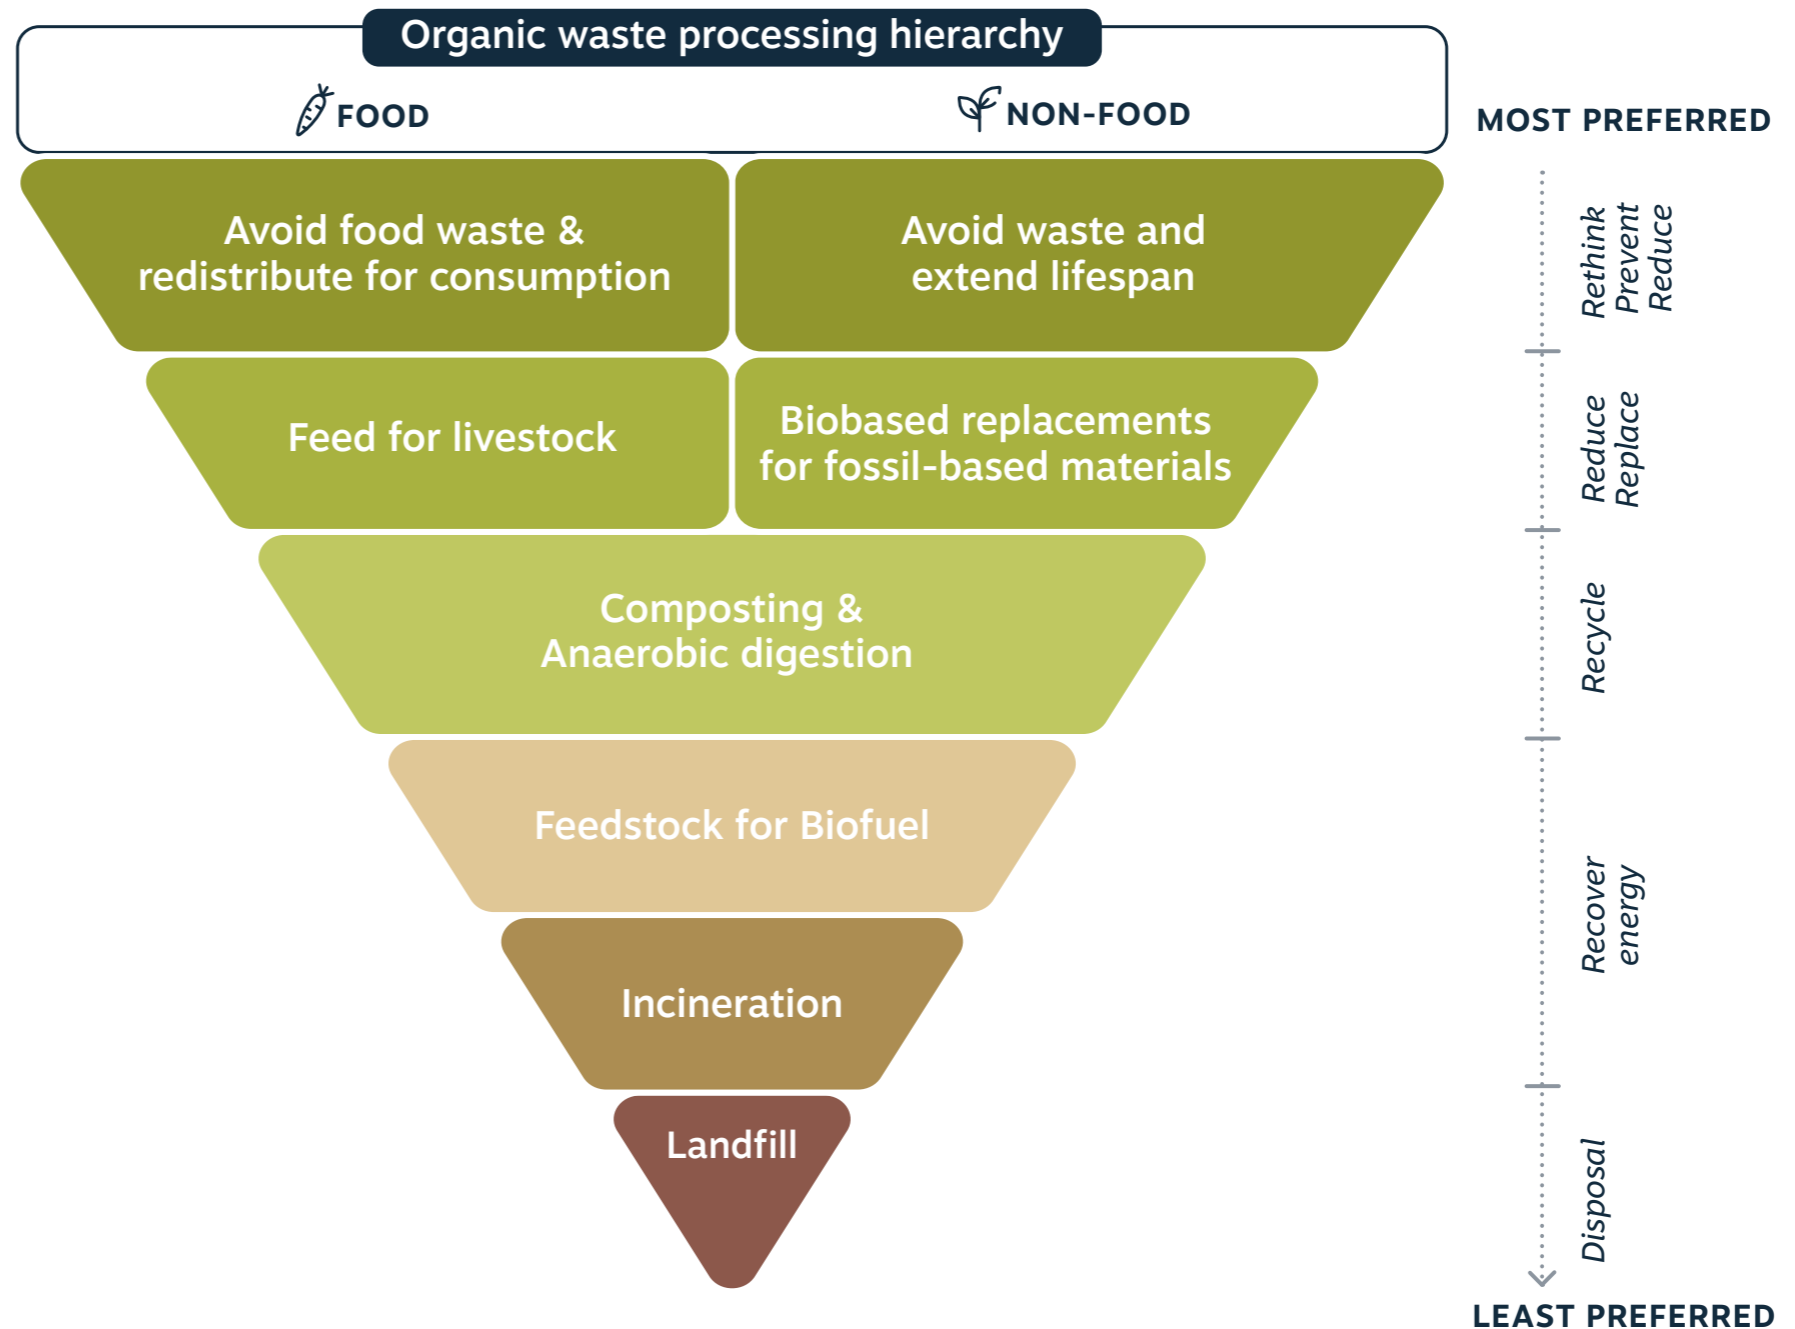 Organic waste processing hierarchy
FOOD
NON-FOOD
MOST PREFERRED
Avoid food waste &
redistribute for consumption
Avoid waste and
extend lifespan
Rethink
Prevent
Reduce
Feed for livestock
Biobased replacements
for fossil-based materials
Reduce
Replace
Composting &
Anaerobic digestion
Recycle
Feedstock for Biofuel
Recover
energy
Incineration
Landfill
Disposal
LEAST PREFERRED